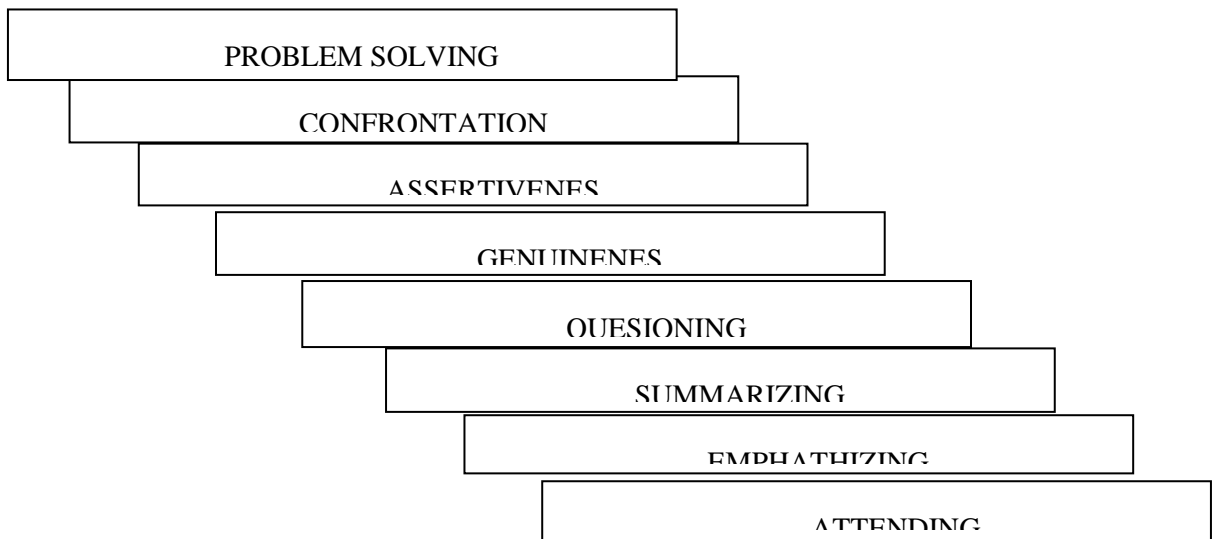 PROBLEM SOLVING
CONFRONTATION
ASSERTIVENES
GENUINENES
QUESIONING
SUMMARIZING
EMPHATHIZING
ATTENDING